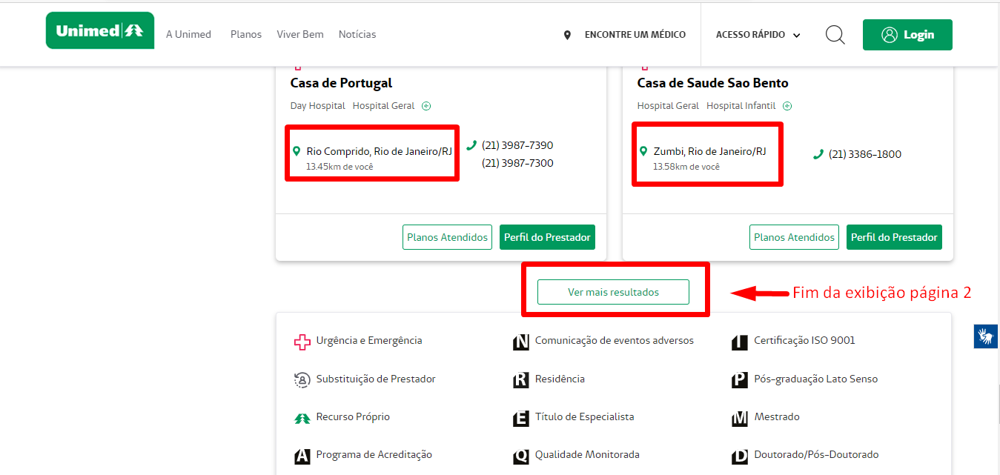 Unimed
A Unimed Planos Viver Bem Notícias
ENCONTRE UM MÉDICO
ACESSO RÁPIDO
Login
Casa de Portugal
Day Hospital Hospital Geral
Rio Comprido, Rio de Janeiro/RJ
13.45km de você
(21) 3987-7390
(21) 3987-7300
Planos Atendidos
Perfil do Prestador
Casa de Saude Sao Bento
Hospital Geral Hospital Infantil
Zumbi, Rio de Janeiro/RJ
13.58km de você
(21) 3386-1800
Planos Atendidos
Perfil do Prestador
Ver mais resultados
Fim da exibição página 2
Urgência e Emergência
N Comunicação de eventos adversos
I Certificação ISO 9001
Substituição de Prestador
R Residência
P Pós-graduação Lato Senso
Recurso Próprio
E Título de Especialista
M Mestrado
A Programa de Acreditação
Q Qualidade Monitorada
D Doutorado/Pós-Doutorado